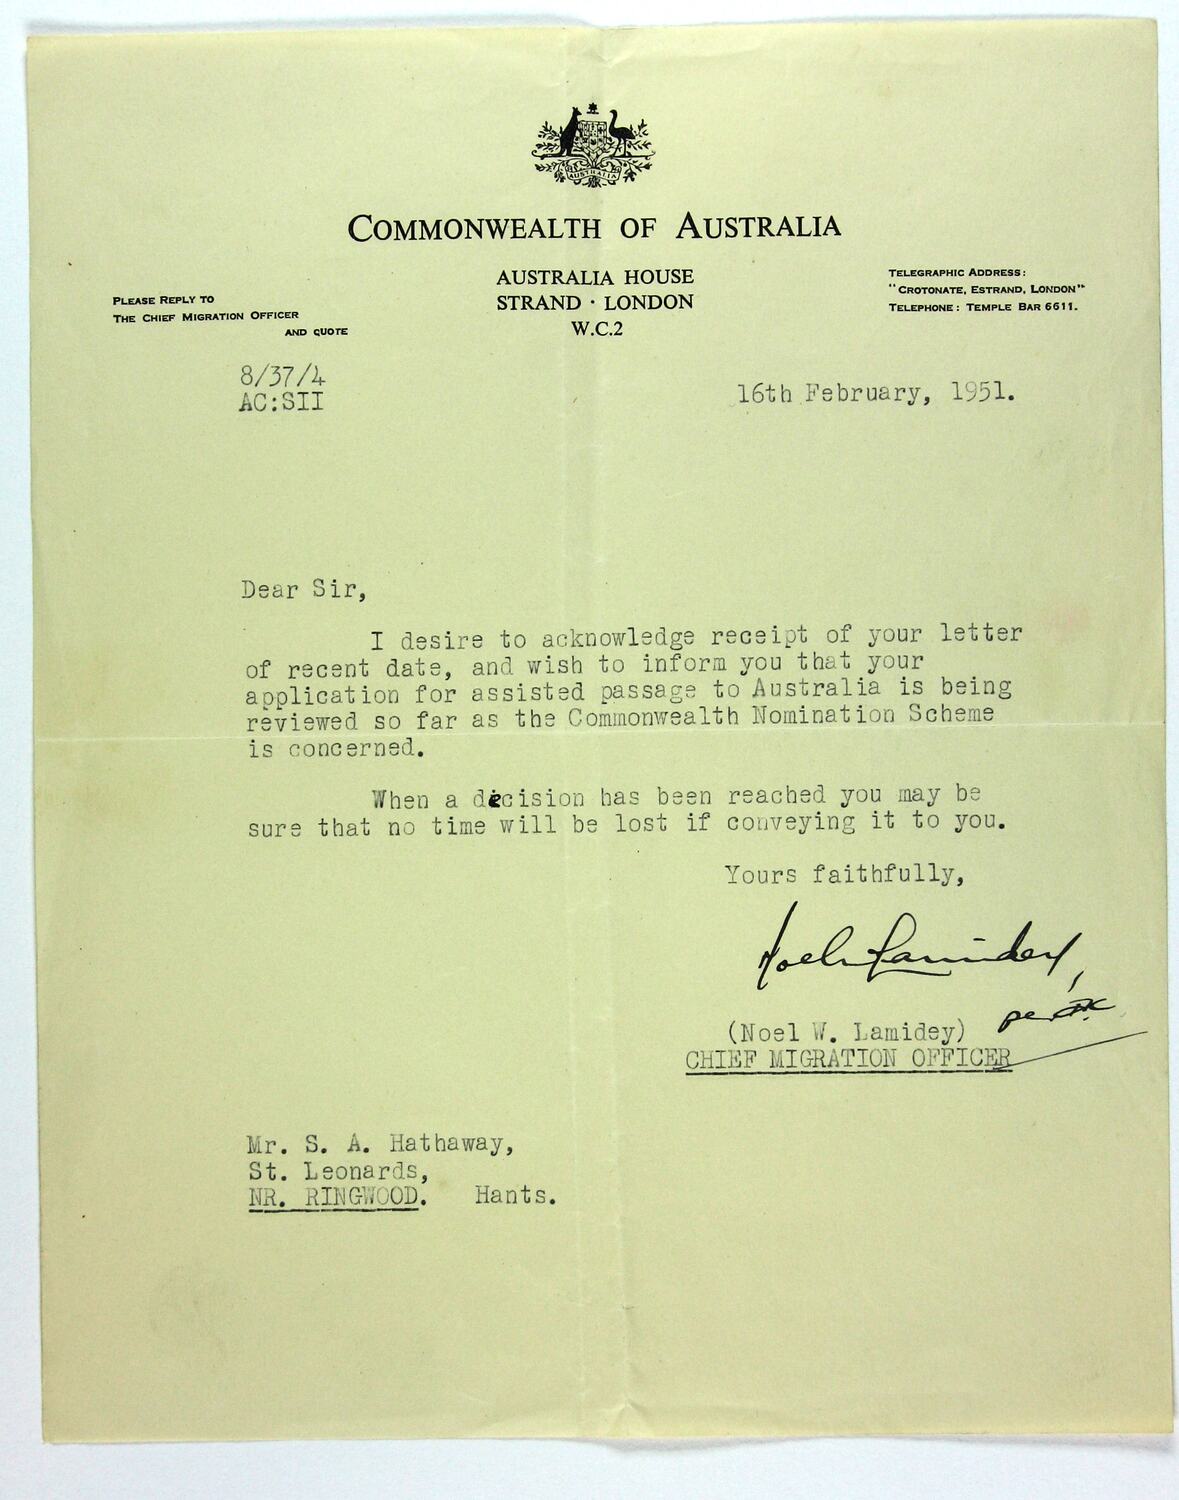 AUSTRALIA
COMMONWEALTH OF AUSTRALIA
AUSTRALIA HOUSE
STRAND · LONDON
W.C.2
PLEASE REPLY TO
THE CHIEF MIGRATION OFFICER
AND QUOTE
TELEGRAPHIC ADDRESS:
"CROTONATE, ESTRAND, LONDON"
TELEPHONE: TEMPLE BAR 6611.
8/37/4
AC:SII
16th February, 1951.
Dear Sir,
I desire to acknowledge receipt of your letter
of recent date, and wish to inform you that your
application for assisted passage to Australia is being
reviewed so far as the Commonwealth Nomination Scheme
is concerned.
When a decision has been reached you may be
sure that no time will be lost if conveying it to you.
Yours faithfully,
Noel Lamidey,
per
(Noel W. Lamidey)
CHIEF MIGRATION OFFICER
Mr. S. A. Hathaway,
St. Leonards,
NR. RINGWOOD. Hants.